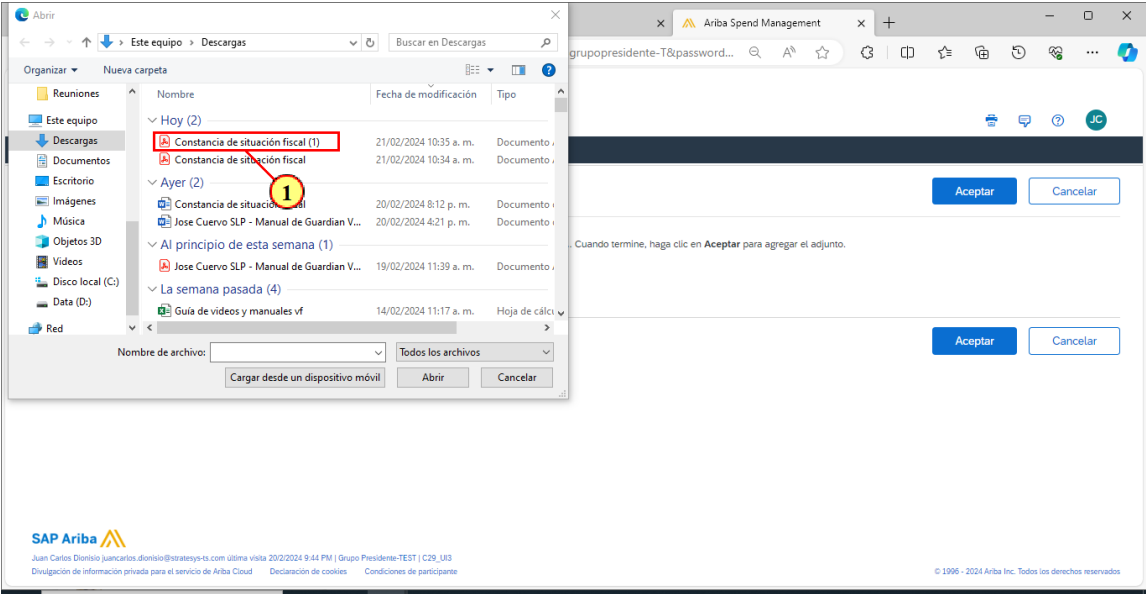 Abrir
Ariba Spend Management
Este equipo > Descargas
Buscar en Descargas
grupopresidente-T&password...
Organizar
Nueva carpeta
Reuniones
Este equipo
Descargas
Documentos
Escritorio
Imágenes
Música
Objetos 3D
Videos
Disco local (C:)
Data (D:)
Red
Nombre
Fecha de modificación
Tipo
Hoy (2)
Constancia de situación fiscal (1)
21/02/2024 10:35 a. m.
Documento
Constancia de situación fiscal
21/02/2024 10:34 a. m.
Documento
1
Ayer (2)
Constancia de situación
20/02/2024 8:12 p. m.
Documento
Jose Cuervo SLP - Manual de Guardian V...
20/02/2024 4:21 p. m.
Documento
Al principio de esta semana (1)
Jose Cuervo SLP - Manual de Guardian V...
19/02/2024 11:39 a. m.
Documento
La semana pasada (4)
Guía de videos y manuales vf
14/02/2024 11:17 a. m.
Hoja de cálcu
Nombre de archivo:
Todos los archivos
Cargar desde un dispositivo móvil
Abrir
Cancelar
JC
Aceptar
Cancelar
. Cuando termine, haga clic en Aceptar para agregar el adjunto.
Aceptar
Cancelar
SAP Ariba
Juan Carlos Dionisio juancarlos.dionisio@stratesys-ts.com última visita 20/2/2024 9:44 PM | Grupo Presidente-TEST | C29_UI3
Divulgación de información privada para el servicio de Ariba Cloud Declaración de cookies Condiciones de participante
© 1996 - 2024 Ariba Inc. Todos los derechos reservados